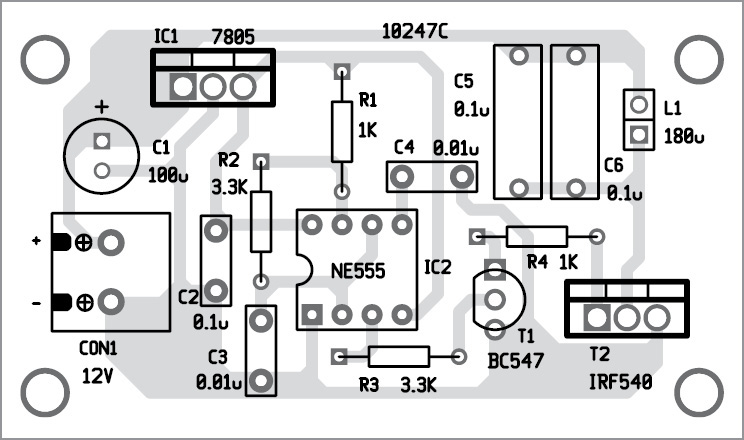 IC1 7805 10247C
C5
0.1u
R1
1K
L1
180u
+
C1
100u
R2
3.3K
C4 0.01u
C6
0.1u
+
-
NE555
IC2
R4 1K
C2
0.1u
T1
BC547
CON1
12V
C3
0.01u
R3 3.3K
T2
IRF540